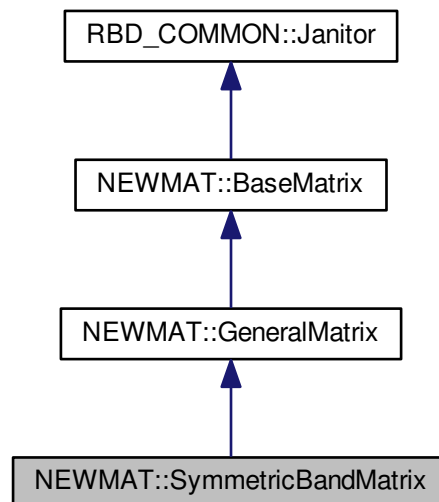 RBD_COMMON::Janitor
NEWMAT::BaseMatrix
NEWMAT::GeneralMatrix
NEWMAT::SymmetricBandMatrix